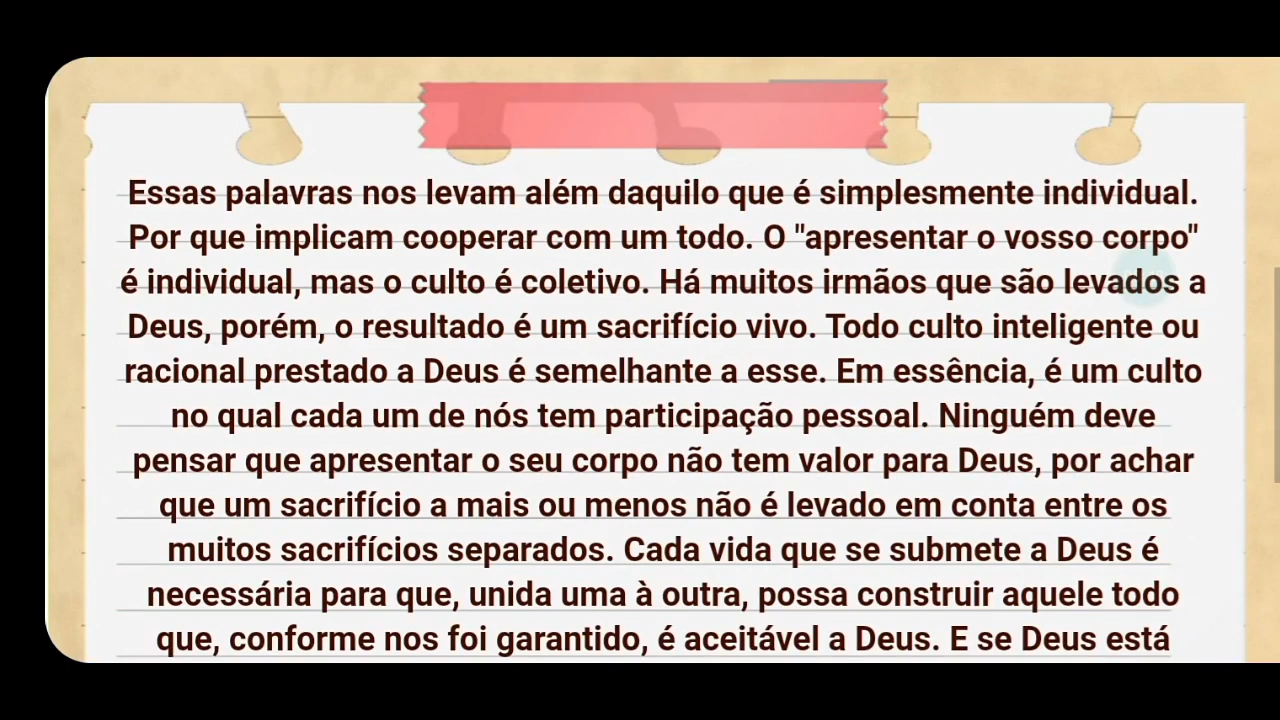 Essas palavras nos levam além daquilo que é simplesmente individual.
Por que implicam cooperar com um todo. O "apresentar o vosso corpo"
é individual, mas o culto é coletivo. Há muitos irmãos que são levados a
Deus, porém, o resultado é um sacrifício vivo. Todo culto inteligente ou
racional prestado a Deus é semelhante a esse. Em essência, é um culto
no qual cada um de nós tem participação pessoal. Ninguém deve
pensar que apresentar o seu corpo não tem valor para Deus, por achar
que um sacrifício a mais ou menos não é levado em conta entre os
muitos sacrifícios separados. Cada vida que se submete a Deus é
necessária para que, unida uma à outra, possa construir aquele todo
que, conforme nos foi garantido, é aceitável a Deus. E se Deus está